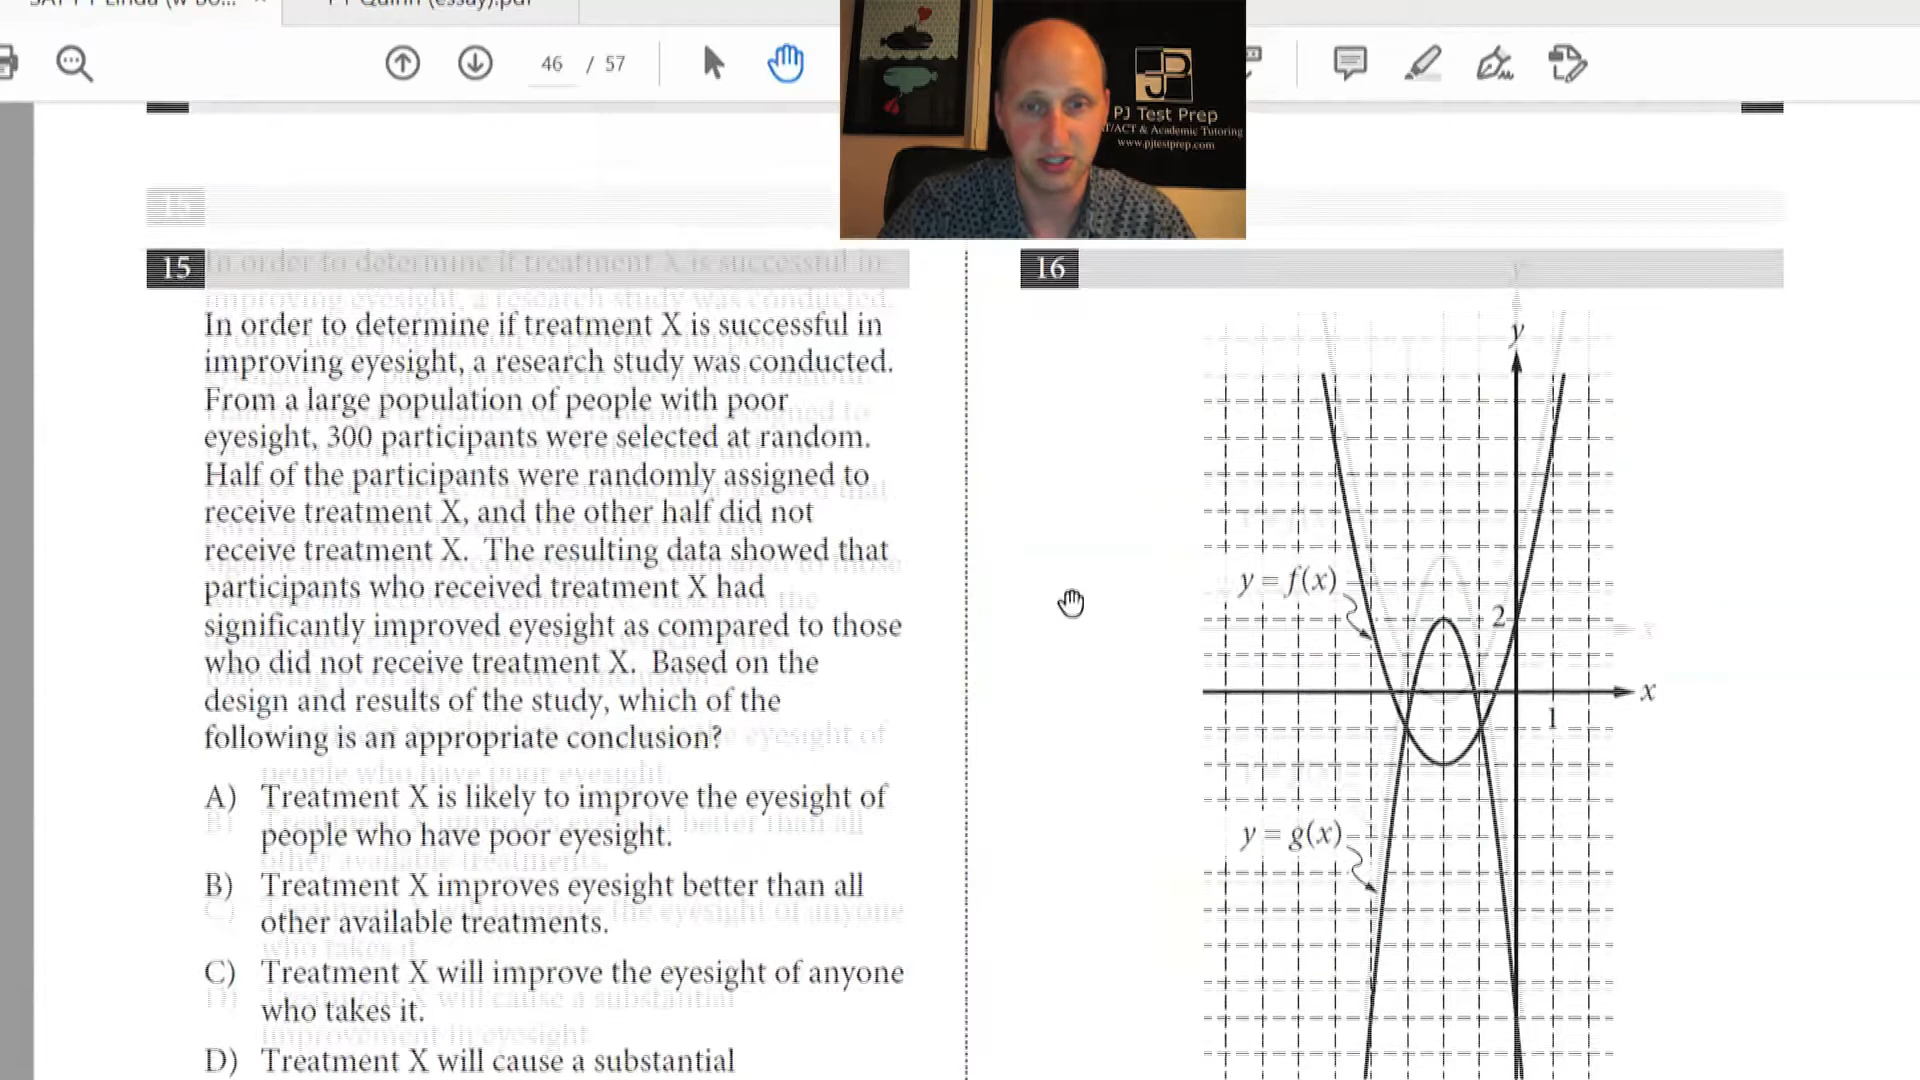 46 / 57
PJ Test Prep
T/ACT & Academic Tutoring
www.pjtestprep.com
15
In order to determine if treatment X is successful in
improving eyesight, a research study was conducted.
From a large population of people with poor
eyesight, 300 participants were selected at random.
Half of the participants were randomly assigned to
receive treatment X, and the other half did not
receive treatment X. The resulting data showed that
participants who received treatment X had
significantly improved eyesight as compared to those
who did not receive treatment X. Based on the
design and results of the study, which of the
following is an appropriate conclusion?
A) Treatment X is likely to improve the eyesight of
people who have poor eyesight.
B) Treatment X improves eyesight better than all
other available treatments.
C) Treatment X will improve the eyesight of anyone
who takes it.
D) Treatment X will cause a substantial
16
y
y = f(x)
2
x
1
y = g(x)